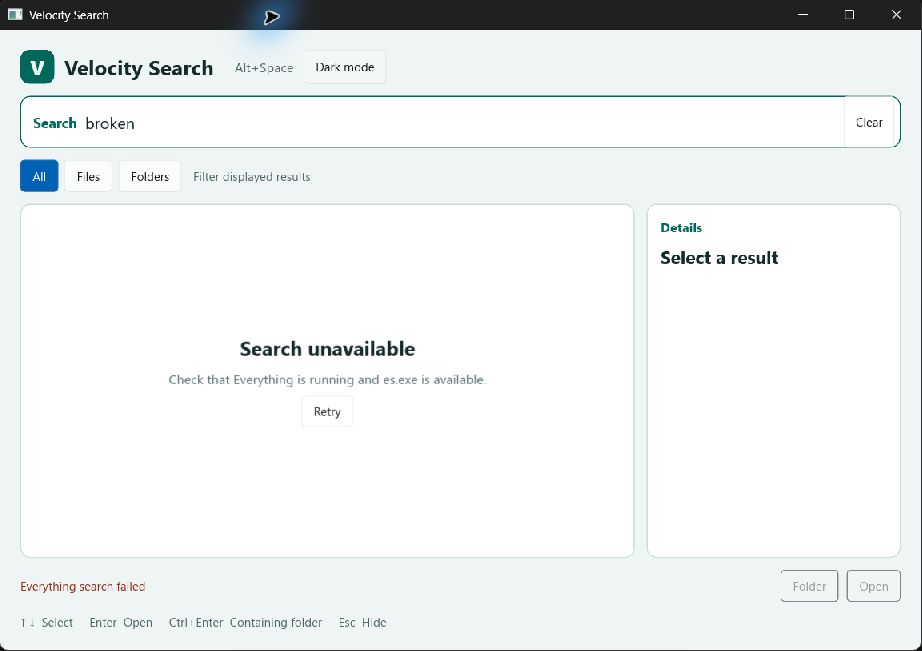 Velocity Search
V Velocity Search Alt+Space Dark mode
Search broken Clear
All Files Folders Filter displayed results
Details
Select a result
Search unavailable
Check that Everything is running and es.exe is available.
Retry
Everything search failed
Folder Open
↑↓ Select Enter Open Ctrl+Enter Containing folder Esc Hide